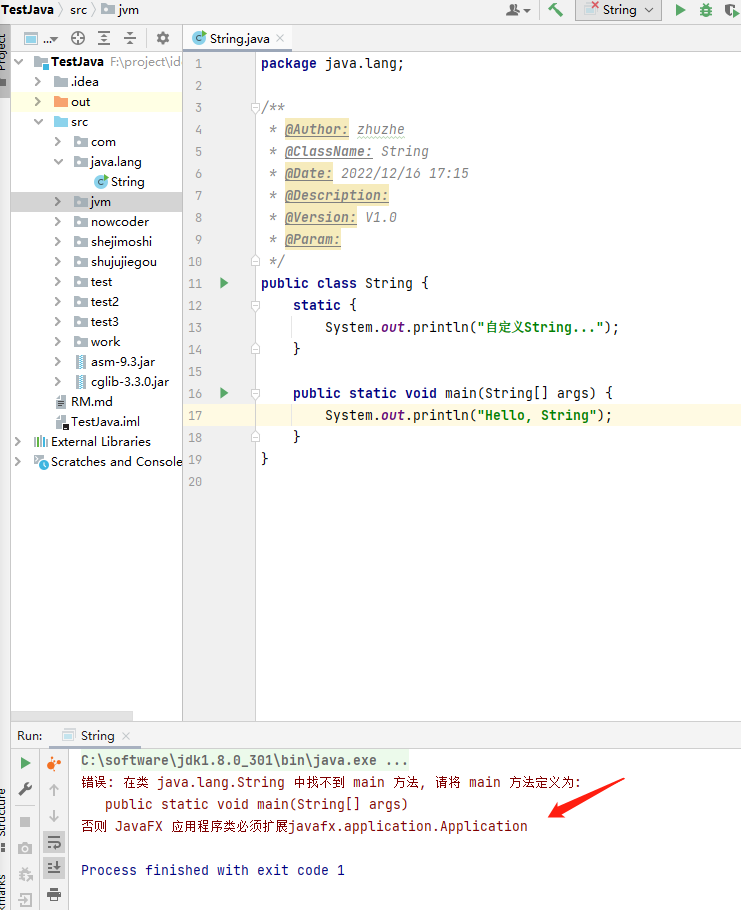 TestJava
src
jvm
String
Project
...
String.java
TestJava F:\project\id
.idea
out
src
com
java.lang
String
jvm
nowcoder
shejimoshi
shujujiegou
test
test2
test3
work
asm-9.3.jar
cglib-3.3.0.jar
RM.md
TestJava.iml
External Libraries
Scratches and Console
1 package java.lang;
2
3 /**
4 * @Author: zhuzhe
5 * @ClassName: String
6 * @Date: 2022/12/16 17:15
7 * @Description:
8 * @Version: V1.0
9 * @Param:
10 */
11 public class String {
12 static {
13 System.out.println("自定义String...");
14 }
15
16 public static void main(String[] args) {
17 System.out.println("Hello, String");
18 }
19 }
20
Run: String
C:\software\jdk1.8.0_301\bin\java.exe ...
错误: 在类 java.lang.String 中找不到 main 方法, 请将 main 方法定义为:
public static void main(String[] args)
否则 JavaFX 应用程序类必须扩展javafx.application.Application
Process finished with exit code 1
Structure